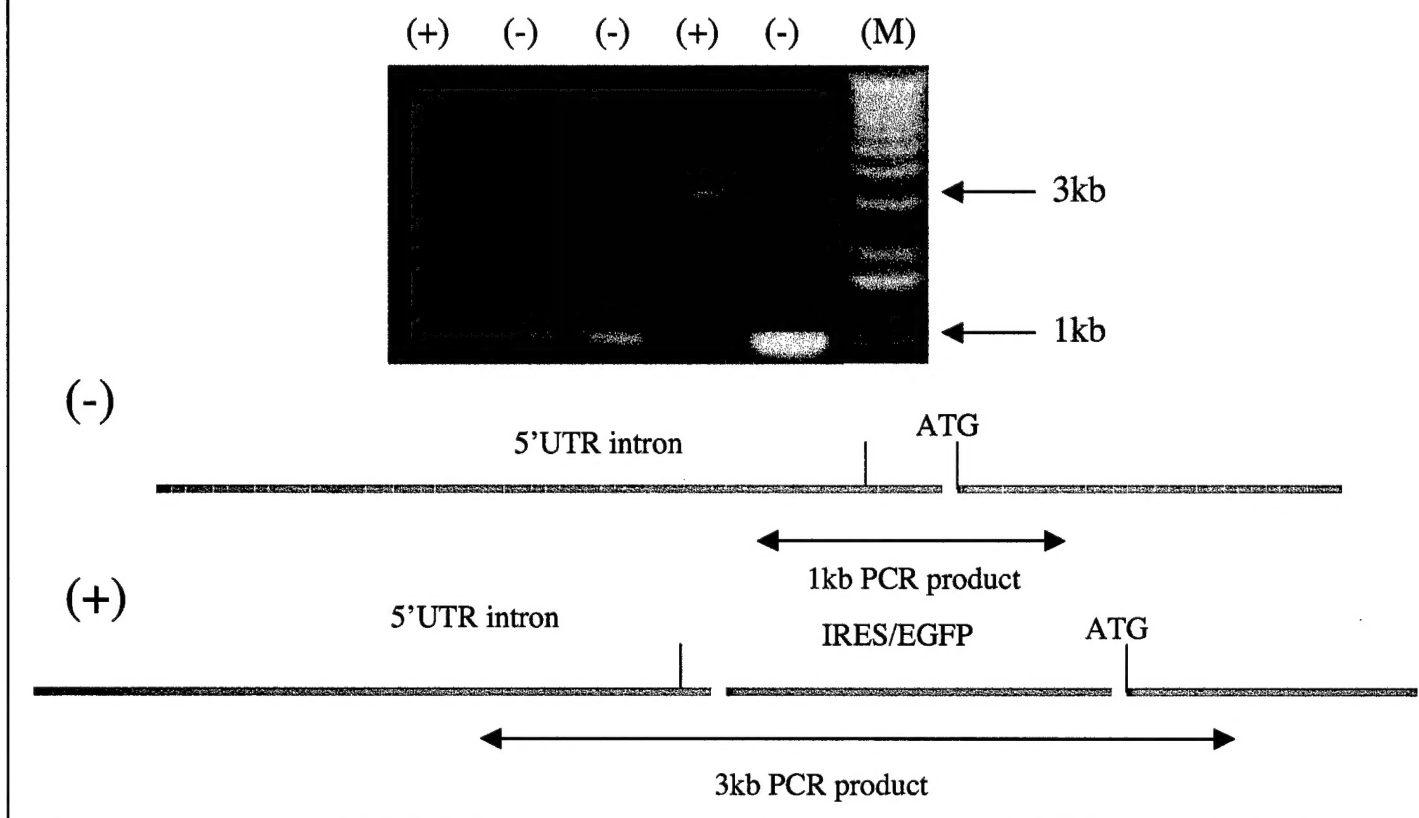 (+) (-) (-) (+) (-) (M)
3kb
1kb
(-)
5'UTR intron
ATG
1kb PCR product
(+)
5'UTR intron
IRES/EGFP
ATG
3kb PCR product